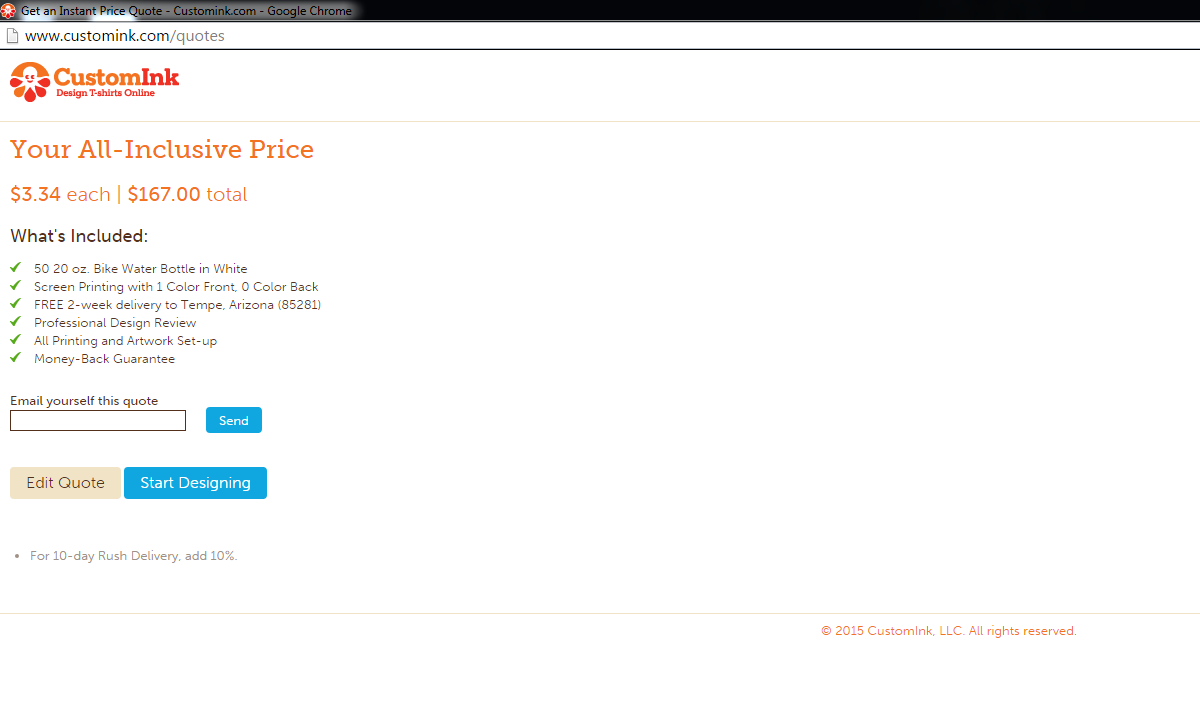 Get an Instant Price Quote - Customink.com - Google Chrome
www.customink.com/quotes
CustomInk
Design T-shirts Online
Your All-Inclusive Price
$3.34 each | $167.00 total
What's Included:
50 20 oz. Bike Water Bottle in White
Screen Printing with 1 Color Front, 0 Color Back
FREE 2-week delivery to Tempe, Arizona (85281)
Professional Design Review
All Printing and Artwork Set-up
Money-Back Guarantee
Email yourself this quote
Send
Edit Quote Start Designing
• For 10-day Rush Delivery, add 10%.
© 2015 CustomInk, LLC. All rights reserved.